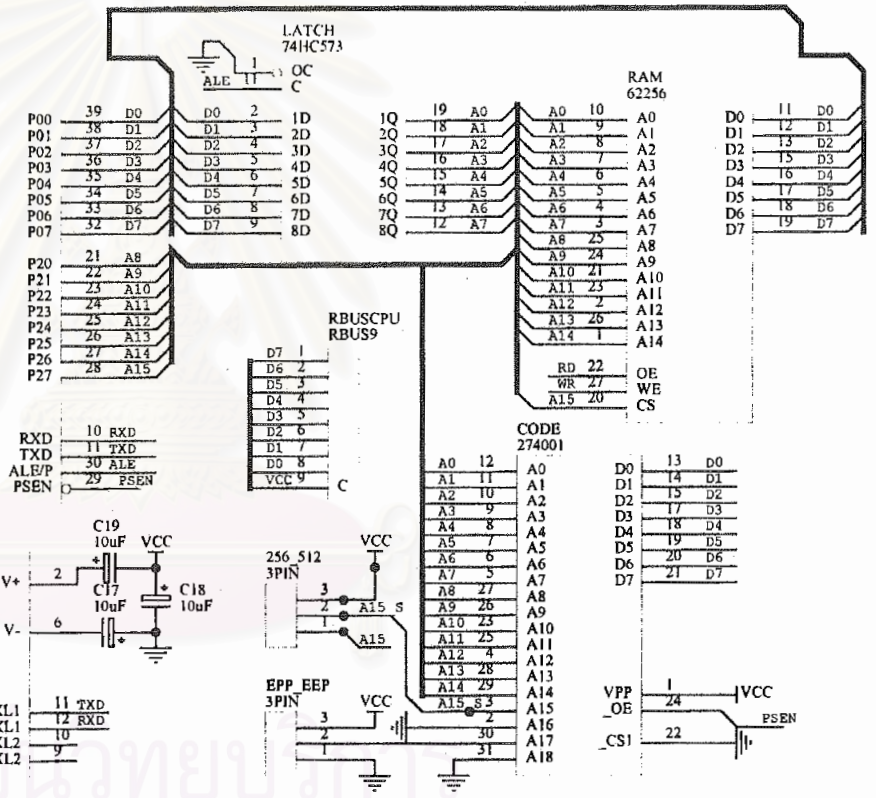 LATCH
74HC573
1 OC
ALE 11 C
RAM
62256
P00 39 D0
P01 38 D1
P02 37 D2
P03 36 D3
P04 35 D4
P05 34 D5
P06 33 D6
P07 32 D7
D0 2 1D
D1 3 2D
D2 4 3D
D3 5 4D
D4 6 5D
D5 7 6D
D6 8 7D
D7 9 8D
1Q 19 A0
2Q 18 A1
3Q 17 A2
4Q 16 A3
5Q 15 A4
6Q 14 A5
7Q 13 A6
8Q 12 A7
A0 10 A0
A1 9 A1
A2 8 A2
A3 7 A3
A4 6 A4
A5 5 A5
A6 4 A6
A7 3 A7
A8 25 A8
A9 24 A9
A10 21 A10
A11 23 A11
A12 2 A12
A13 26 A13
A14 1 A14
RD 22 OE
WR 27 WE
A15 20 CS
D0 11 D0
D1 12 D1
D2 13 D2
D3 15 D3
D4 16 D4
D5 17 D5
D6 18 D6
D7 19 D7
P20 21 A8
P21 22 A9
P22 23 A10
P23 24 A11
P24 25 A12
P25 26 A13
P26 27 A14
P27 28 A15
RXD 10 RXD
TXD 11 TXD
ALE/P 30 ALE
PSEN 29 PSEN
RBUSCPU
RBUS9
D7 1
D6 2
D5 3
D4 4
D3 5
D2 6
D1 7
D0 8
VCC 9 C
CODE
274001
A0 12 A0
A1 11 A1
A2 10 A2
A3 9 A3
A4 8 A4
A5 7 A5
A6 6 A6
A7 5 A7
A8 27 A8
A9 26 A9
A10 23 A10
A11 25 A11
A12 4 A12
A13 28 A13
A14 29 A14
A15_S 3 A15
2 A16
30 A17
31 A18
D0 13 D0
D1 14 D1
D2 15 D2
D3 17 D3
D4 18 D4
D5 19 D5
D6 20 D6
D7 21 D7
VPP 1 VCC
_OE 24
PSEN
_CS1 22
C19
10uF
VCC
V+ 2
C17
10uF
C18
10uF
V- 6
256_512
3PIN
VCC
3
2 A15_S
1 A15
EPP_EEP
3PIN
VCC
3
2
1
XL1 11 TXD
XL1 12 RXD
XL2 10
XL2 9